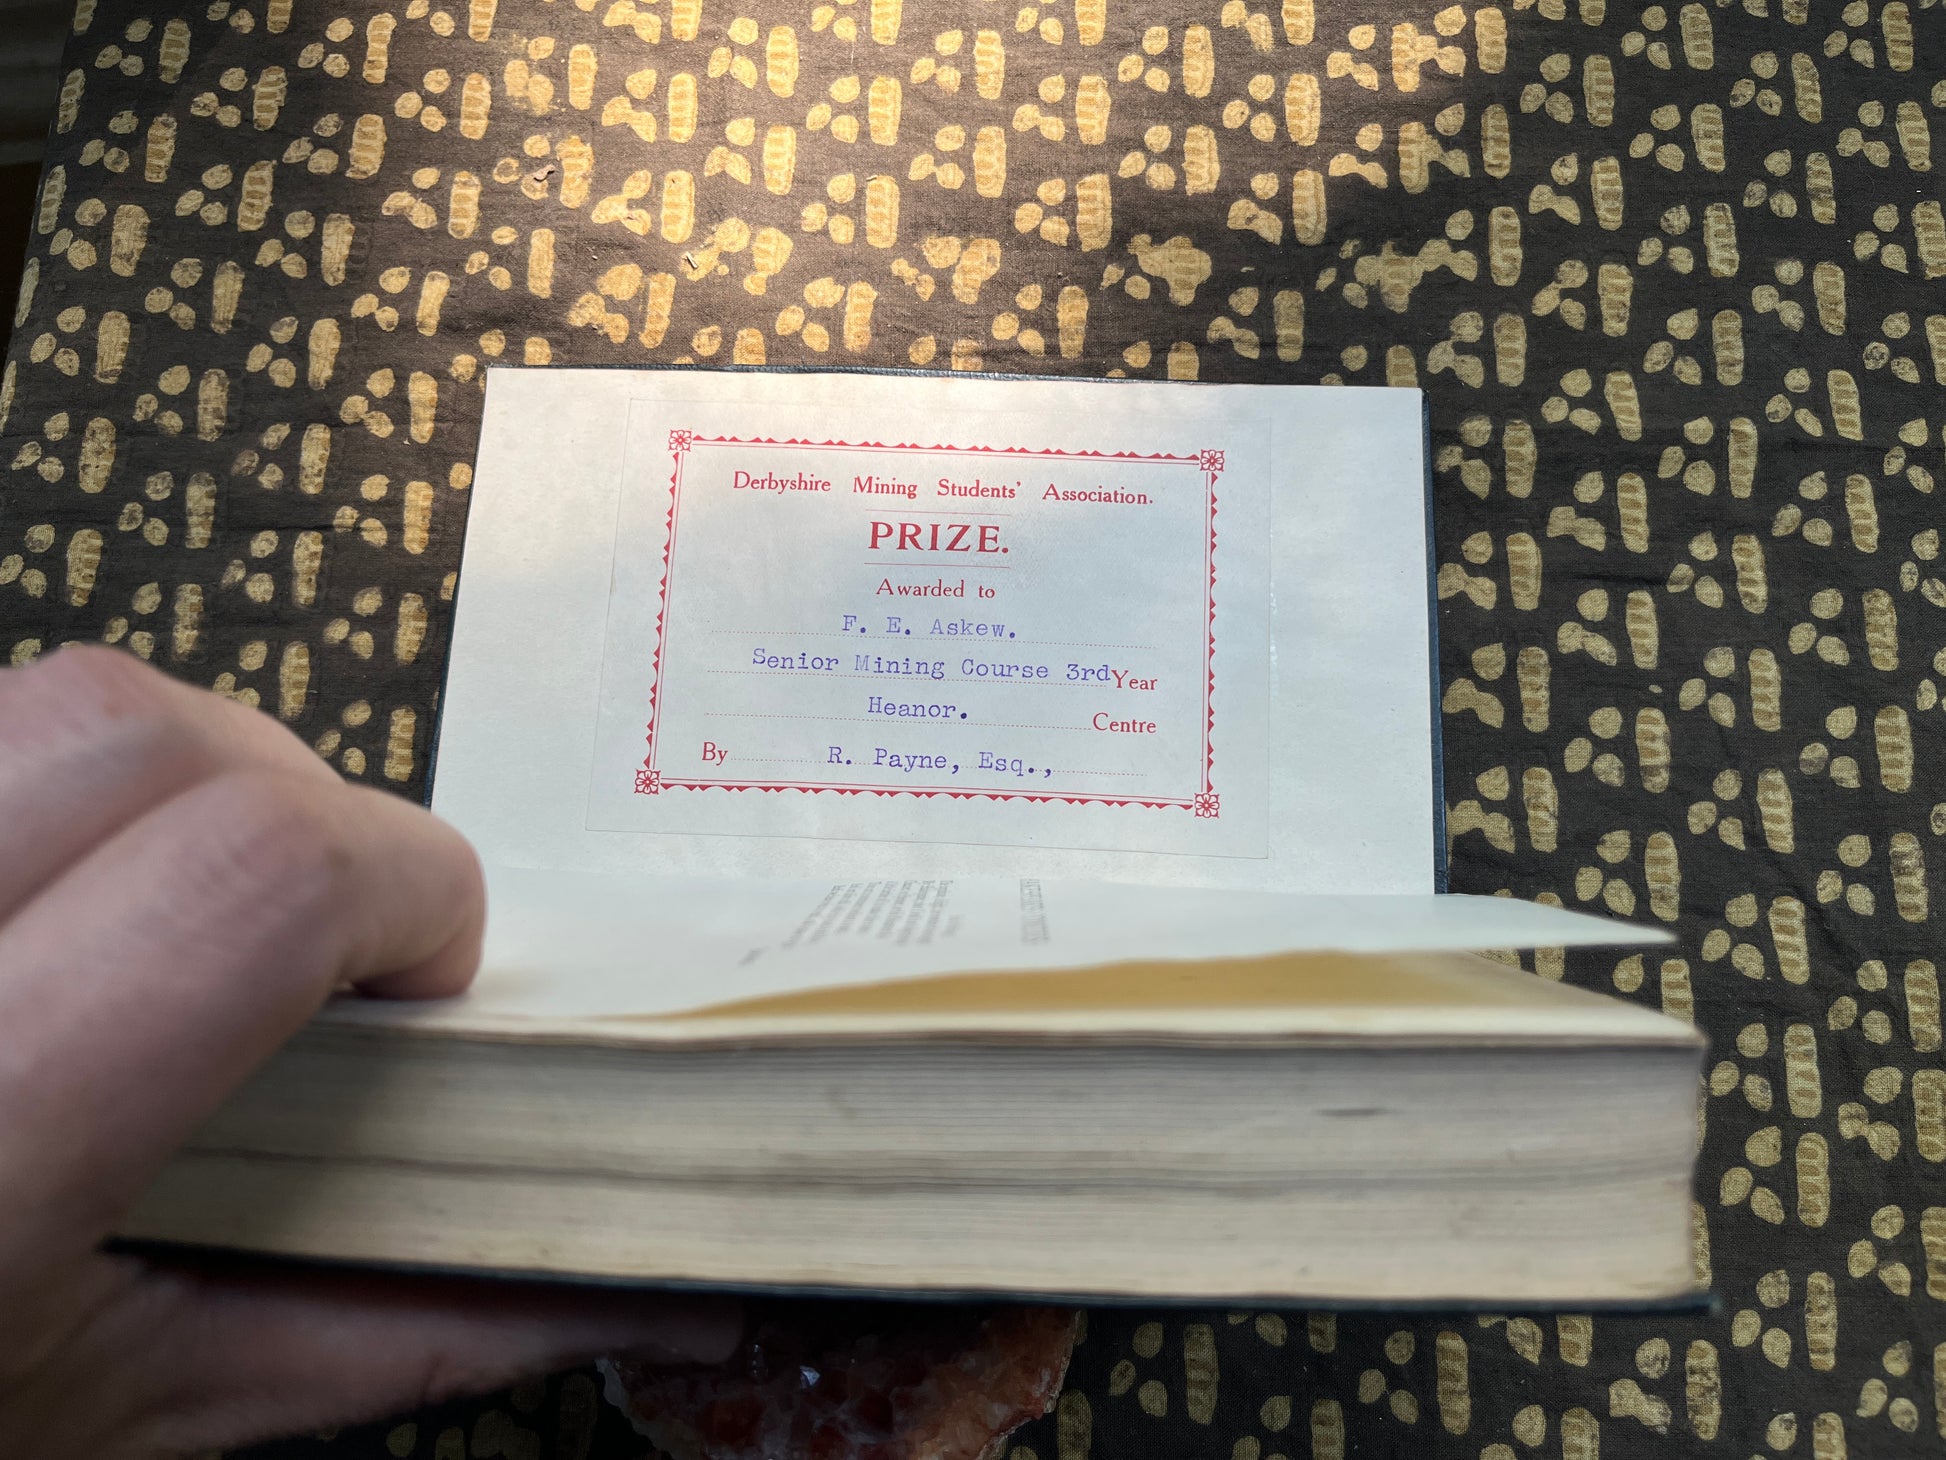 Derbyshire Mining Students' Association.
PRIZE.
Awarded to
F. E. Askew.
Senior Mining Course 3rd Year
Heanor. Centre
By R. Payne, Esq.,